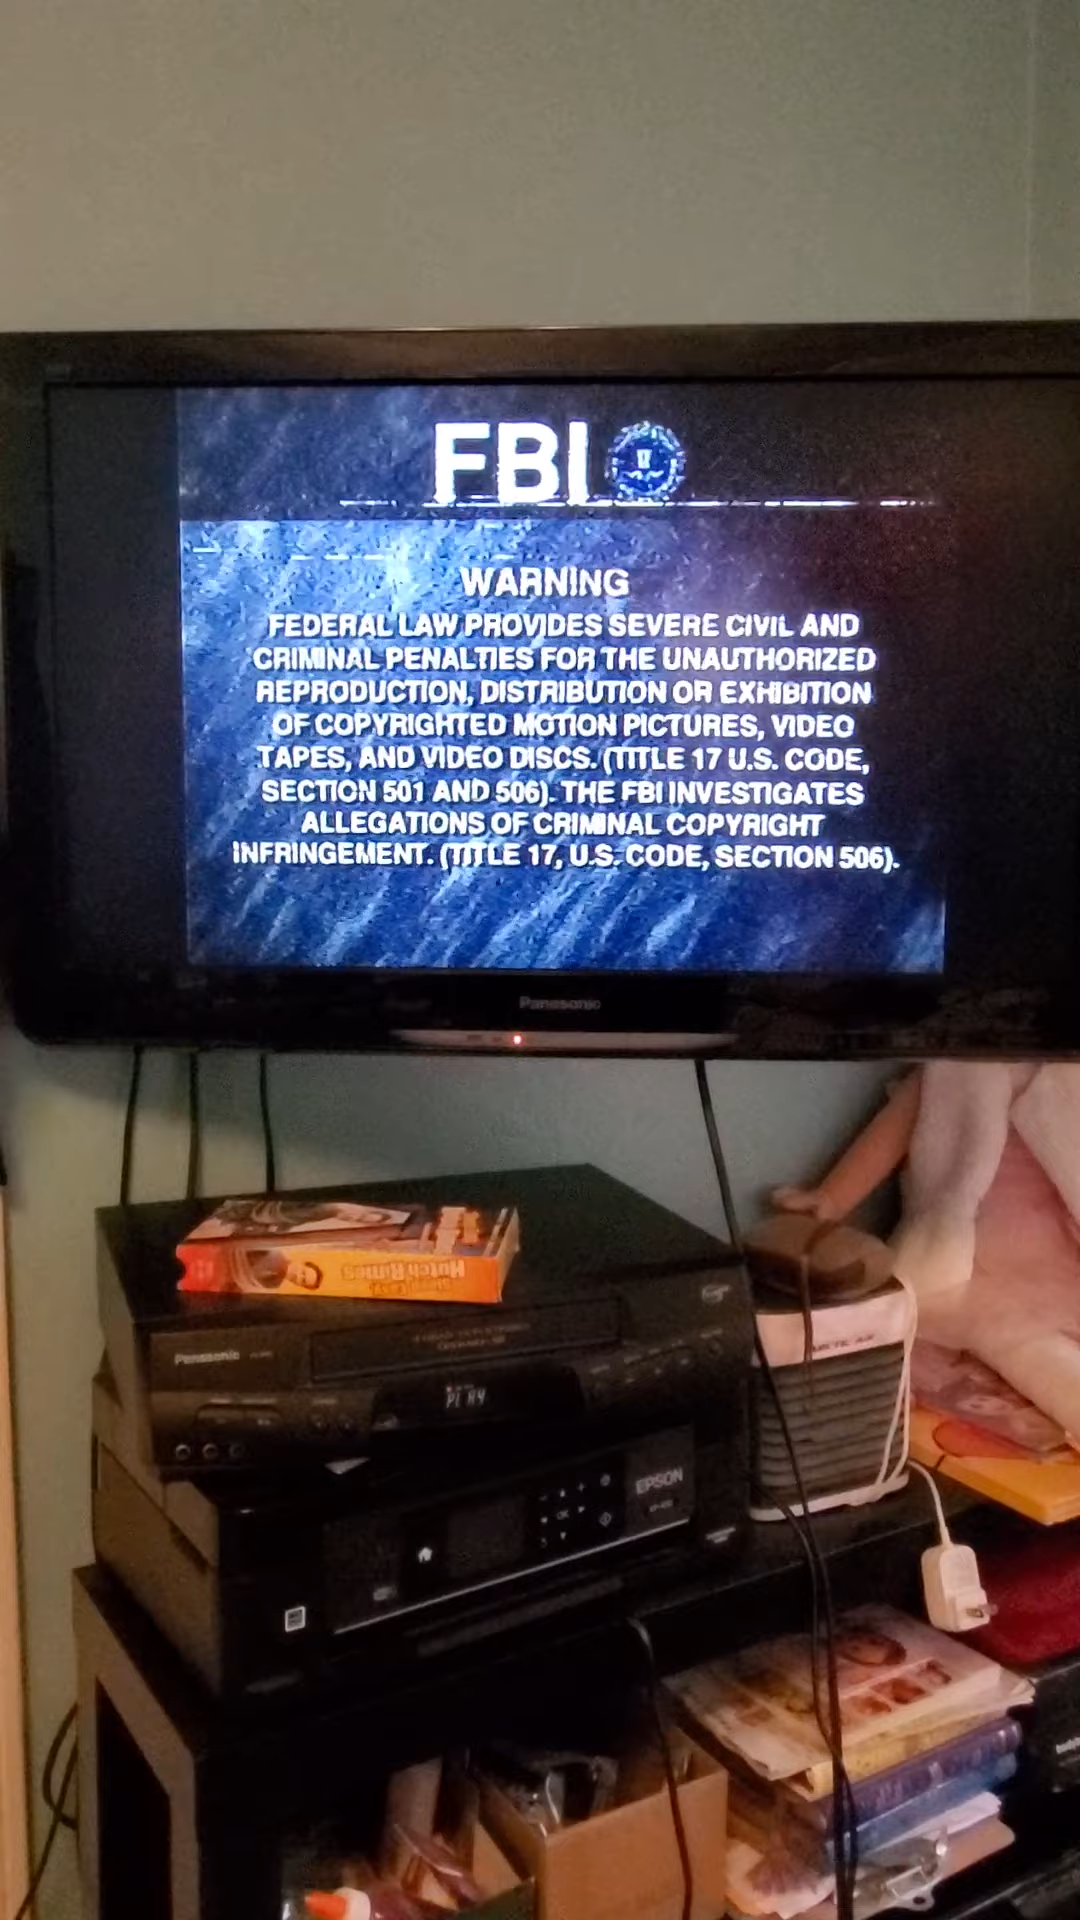 FBI
WARNING
FEDERAL LAW PROVIDES SEVERE CIVIL AND
CRIMINAL PENALTIES FOR THE UNAUTHORIZED
REPRODUCTION, DISTRIBUTION OR EXHIBITION
OF COPYRIGHTED MOTION PICTURES, VIDEO
TAPES, AND VIDEO DISCS. (TITLE 17 U.S. CODE,
SECTION 501 AND 506). THE FBI INVESTIGATES
ALLEGATIONS OF CRIMINAL COPYRIGHT
INFRINGEMENT. (TITLE 17, U.S. CODE, SECTION 506).
Panasonic
Panasonic
PLAY
OK
EPSON